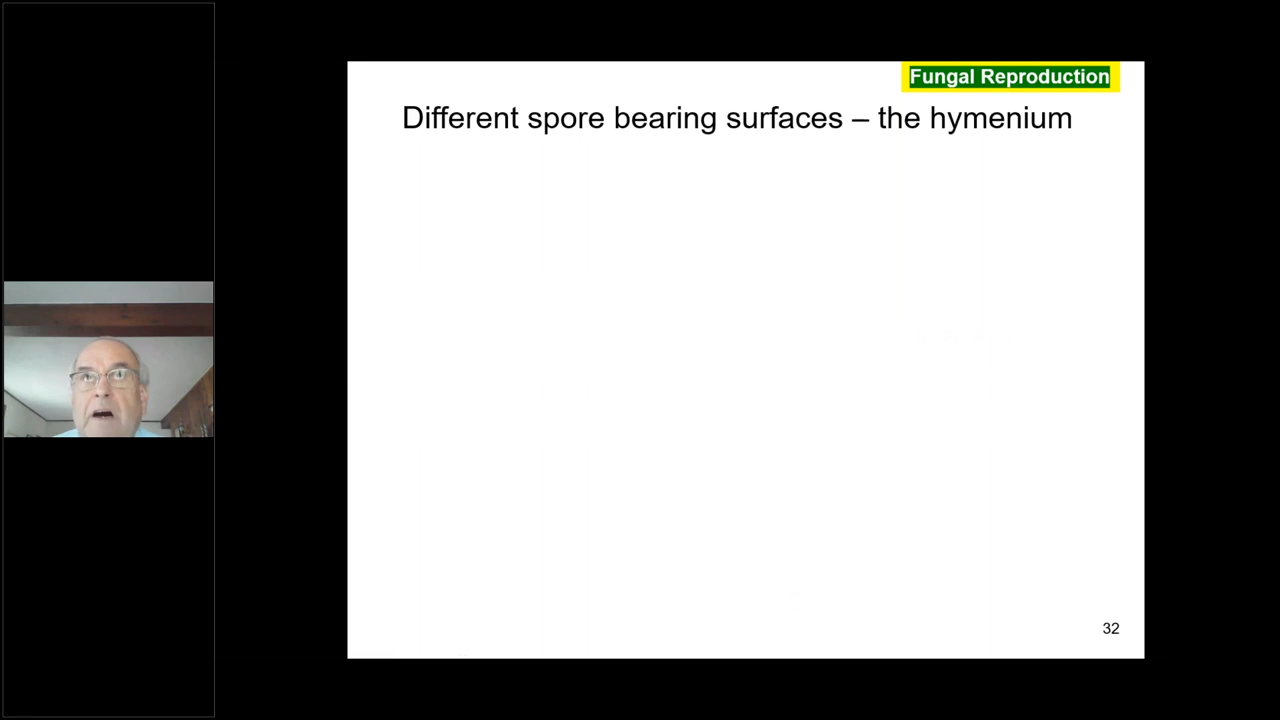 Fungal Reproduction
Different spore bearing surfaces – the hymenium
32